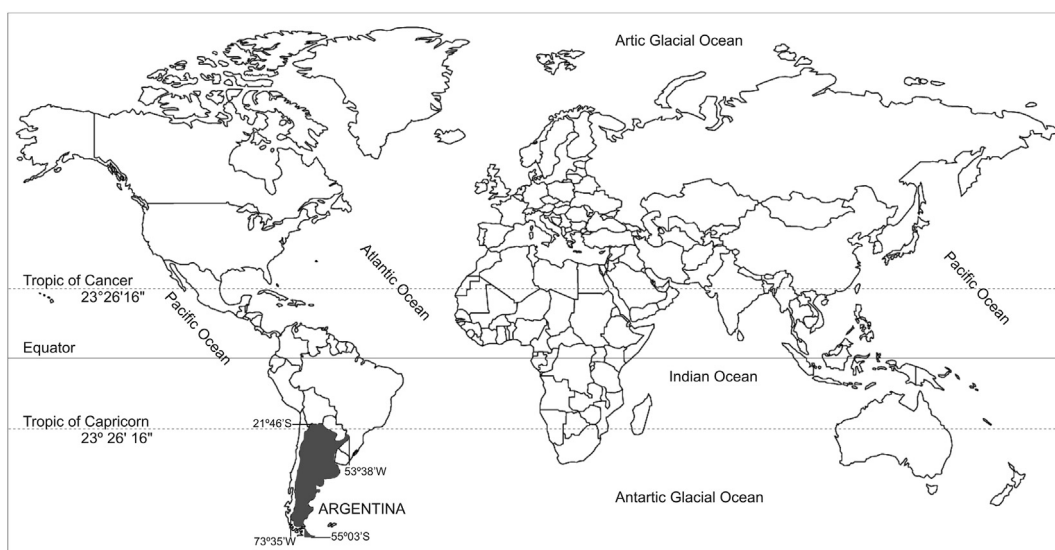 Artic Glacial Ocean
Atlantic Ocean
Pacific Ocean
Tropic of Cancer
23°26'16"
Pacific Ocean
Equator
Indian Ocean
Tropic of Capricorn
23º 26' 16"
21º46'S
53º38'W
Antartic Glacial Ocean
ARGENTINA
73º35'W
55º03'S